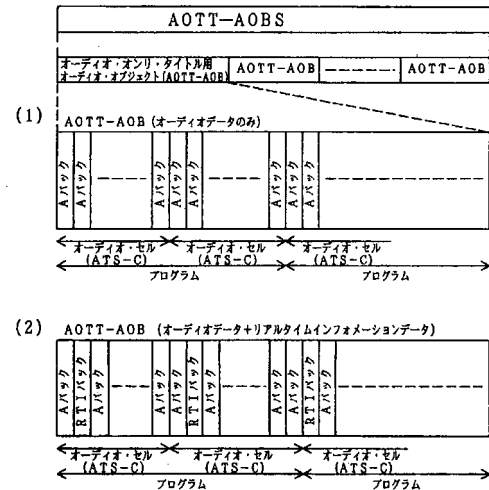 AOTT-AOBS
オーディオ・オンリ・タイトル用
オーディオ・オブジェクト(AOTT-AOB)
AOTT-AOB
AOTT-AOB
(1)
AOTT-AOB (オーディオデータのみ)
Aパック Aパック Aパック Aパック Aパック Aパック Aパック Aパック
オーディオ・セル オーディオ・セル オーディオ・セル
(ATS-C) (ATS-C) (ATS-C)
プログラム プログラム
(2)
AOTT-AOB (オーディオデータ+リアルタイムインフォメーションデータ)
Aパック RTIパック Aパック Aパック Aパック RTIパック Aパック Aパック Aパック RTIパック
オーディオ・セル オーディオ・セル オーディオ・セル
(ATS-C) (ATS-C) (ATS-C)
プログラム プログラム